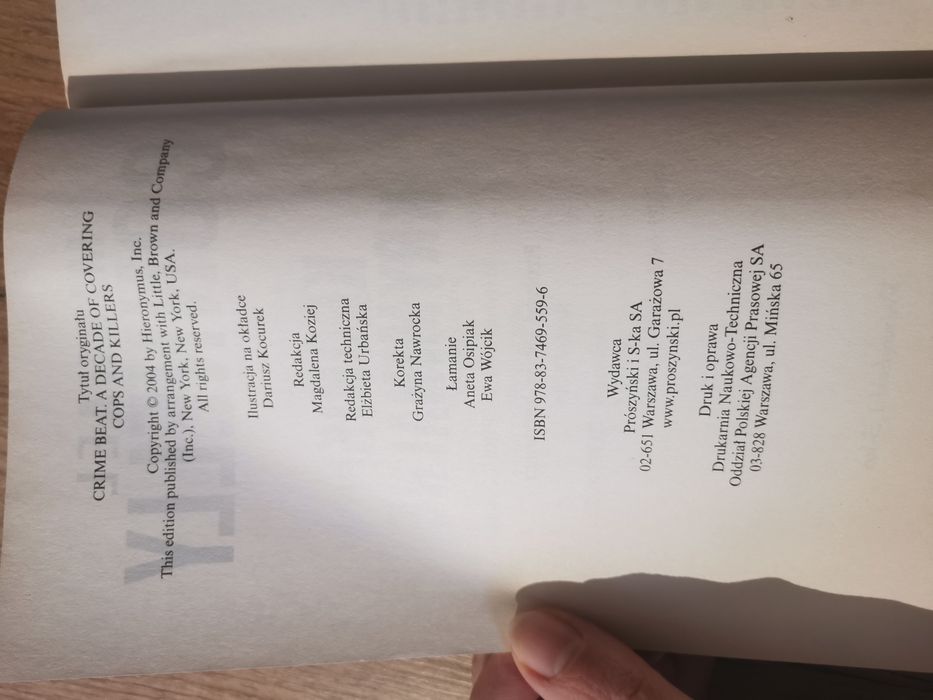 Tytuł oryginału
CRIME BEAT. A DECADE OF COVERING
COPS AND KILLERS
Copyright © 2004 by Hieronymus, Inc.
This edition published by arrangement with Little, Brown and Company
(Inc.), New York, New York, USA.
All rights reserved.
Ilustracja na okładce
Dariusz Kocurek
Redakcja
Magdalena Koziej
Redakcja techniczna
Elżbieta Urbańska
Korekta
Grażyna Nawrocka
Łamanie
Aneta Osipiak
Ewa Wójcik
ISBN 978-83-7469-559-6
Wydawca
Prószyński i S-ka SA
02-651 Warszawa, ul. Garażowa 7
www.proszynski.pl
Druk i oprawa
Drukarnia Naukowo-Techniczna
Oddział Polskiej Agencji Prasowej SA
03-828 Warszawa, ul. Mińska 65